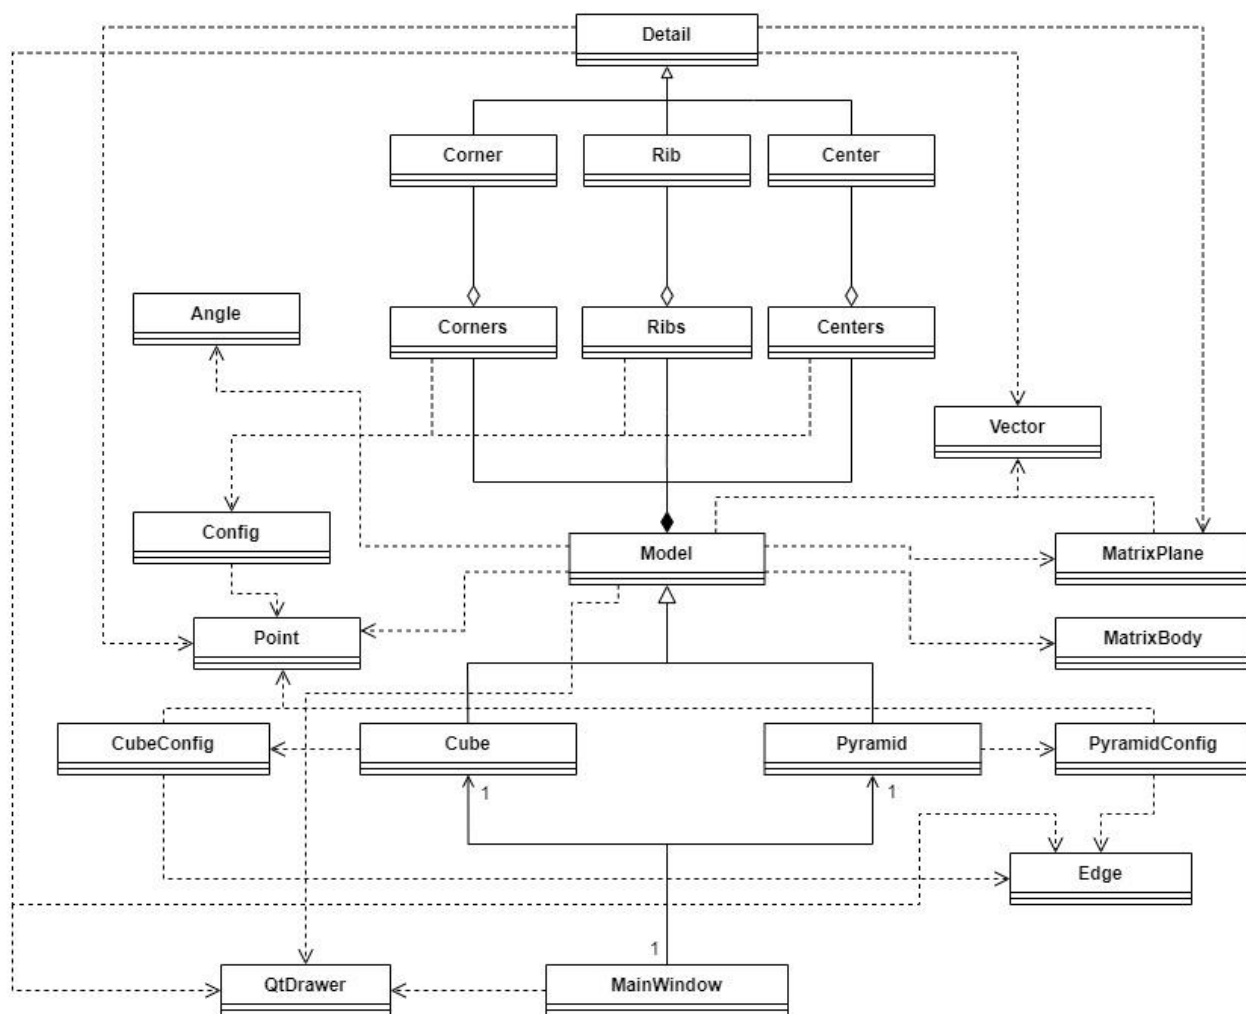 Detail
Corner
Rib
Center
Angle
Corners
Ribs
Centers
Vector
Config
Model
MatrixPlane
Point
MatrixBody
CubeConfig
Cube
Pyramid
PyramidConfig
1
1
Edge
1
QtDrawer
MainWindow